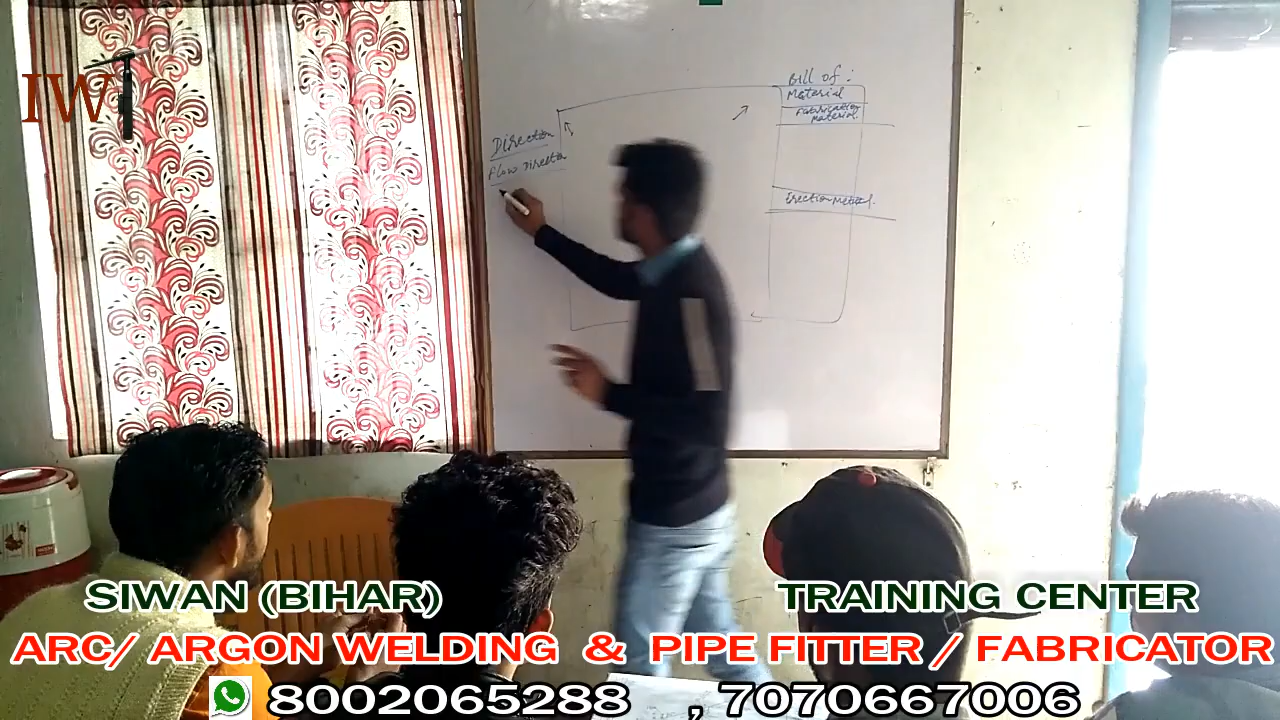 IWT
Bill of :
Material
Fabrication
Material.
Direction
Flow Direction
Erection Material.
SIWAN (BIHAR)
TRAINING CENTER
ARC/ ARGON WELDING & PIPE FITTER / FABRICATOR
8002065288 , 7070667006